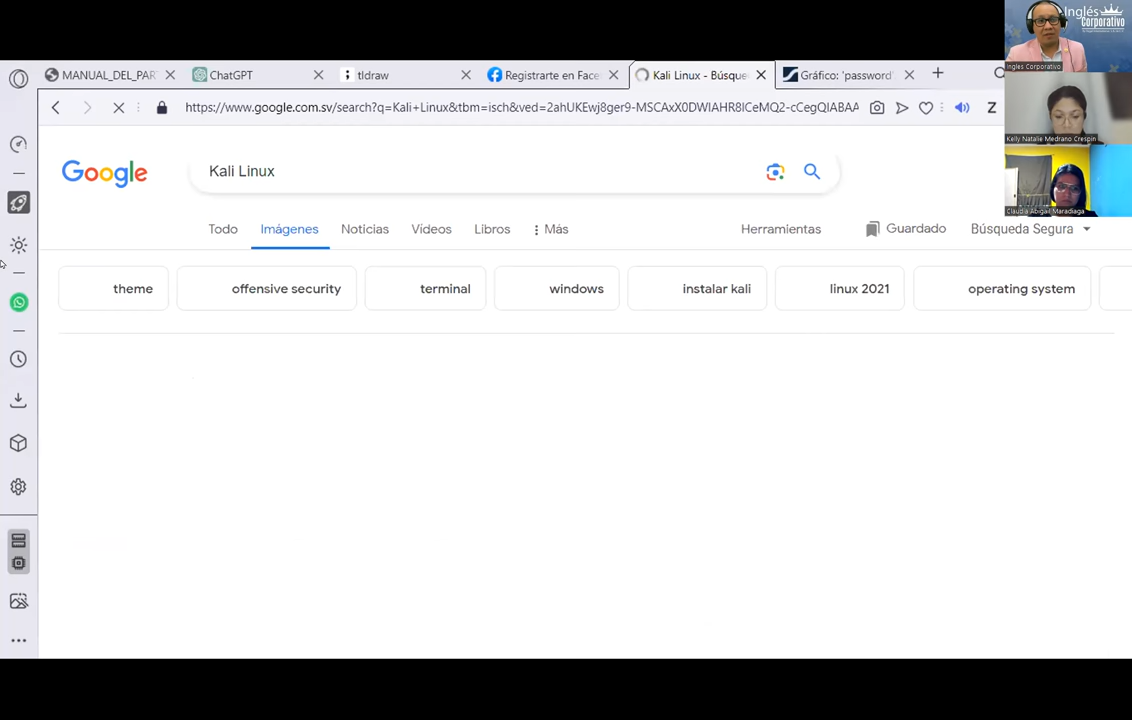 Inglés
Corporativo
Ingles Corporativo
MANUAL_DEL_PAR
ChatGPT
tldraw
Registrarte en Face
Kali Linux - Búsque
Gráfico: 'password'
https://www.google.com.sv/search?q=Kali+Linux&tbm=isch&ved=2ahUKEwj8ger9-MSCAxX0DWIAHR8ICeMQ2-cCegQIABAA
Z
Kelly Natalie Medrano Crespin
Google
Kali Linux
Claudia Abigail Maradiaga
Todo
Imágenes
Noticias
Vídeos
Libros
Más
Herramientas
Guardado
Búsqueda Segura
theme
offensive security
terminal
windows
instalar kali
linux 2021
operating system